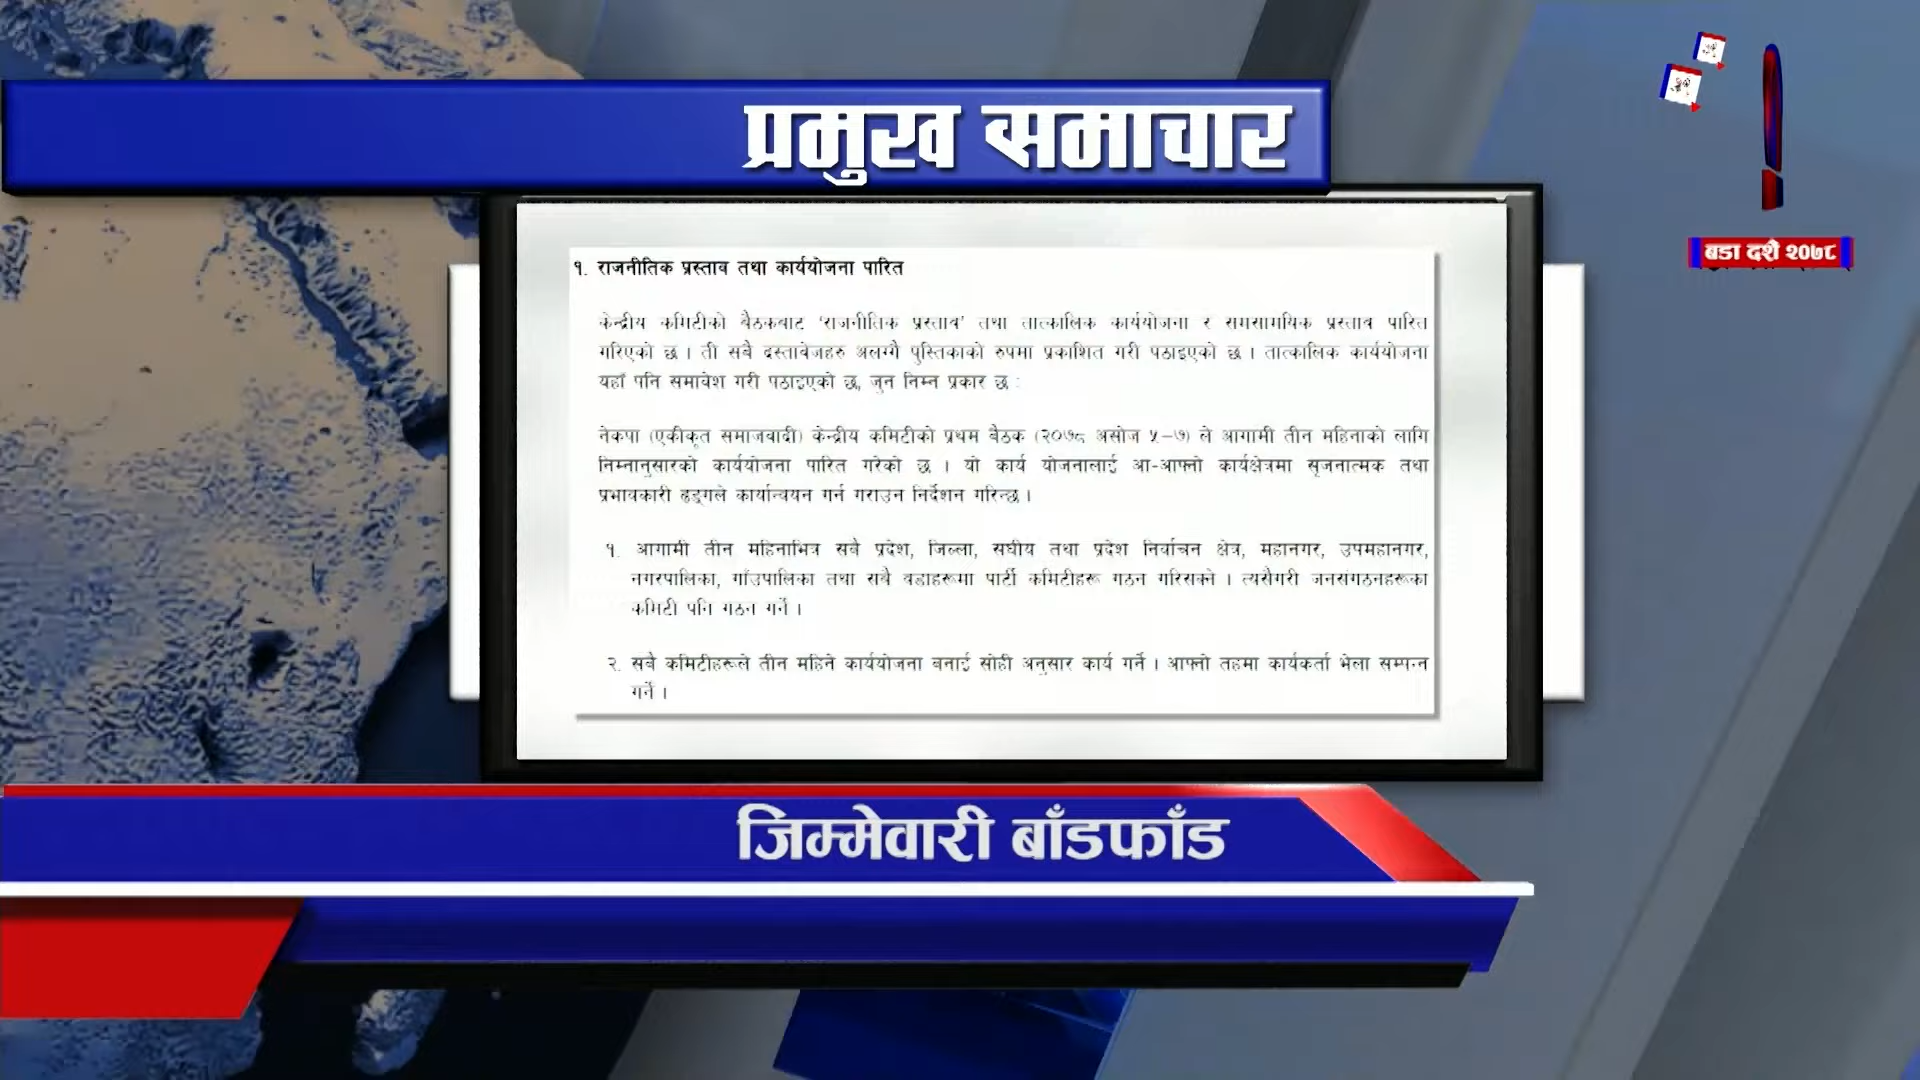 प्रमुख समाचार
बडा दशैं २०७८
१. राजनीतिक प्रस्ताव तथा कार्ययोजना पारित
केन्द्रीय कमिटीको बैठकबाट 'राजनीतिक प्रस्ताव' तथा तात्कालिक कार्ययोजना र समसामयिक प्रस्ताव पारित
गरिएको छ । ती सबै दस्तावेजहरु अलग्गै पुस्तिकाको रुपमा प्रकाशित गरी पठाइएको छ । तात्कालिक कार्ययोजना
यहाँ पनि समावेश गरी पठाइएको छ, जुन निम्न प्रकार छ :
नेकपा (एकीकृत समाजवादी) केन्द्रीय कमिटीको प्रथम बैठक (२०७८ असोज ५-७) ले आगामी तीन महिनाको लागि
निम्नानुसारको कार्ययोजना पारित गरेको छ । यो कार्य योजनालाई आ-आफ्नो कार्यक्षेत्रमा सृजनात्मक तथा
प्रभावकारी ढङ्गले कार्यान्वयन गर्न गराउन निर्देशन गरिन्छ ।
१. आगामी तीन महिनाभित्र सबै प्रदेश, जिल्ला, संघीय तथा प्रदेश निर्वाचन क्षेत्र, महानगर, उपमहानगर,
नगरपालिका, गाँउपालिका तथा सबै वडाहरूमा पार्टी कमिटीहरू गठन गरिसक्ने । त्यसैगरी जनसंगठनहरूका
कमिटी पनि गठन गर्ने ।
२. सबै कमिटीहरूले तीन महिने कार्ययोजना बनाई सोही अनुसार कार्य गर्ने । आफ्नो तहमा कार्यकर्ता भेला सम्पन्न
गर्ने ।
जिम्मेवारी बाँडफाँड